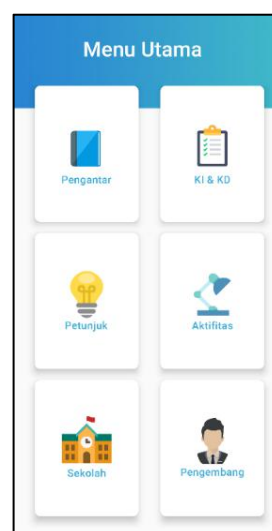 Menu Utama
Pengantar
KI & KD
Petunjuk
Aktifitas
Sekolah
Pengembang